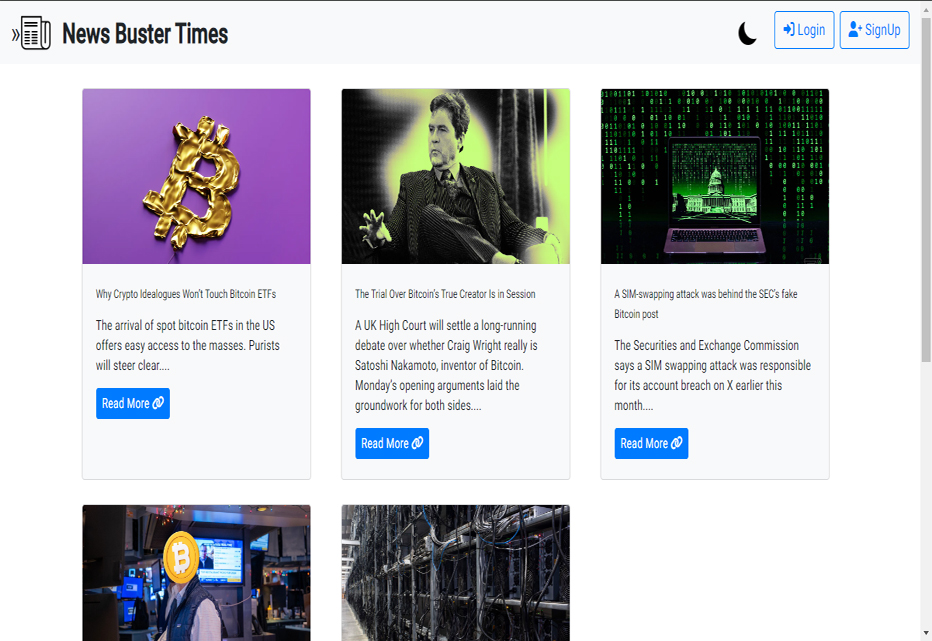 News Buster Times
Login
SignUp
Why Crypto Idealogues Won't Touch Bitcoin ETFs
The arrival of spot bitcoin ETFs in the US
offers easy access to the masses. Purists
will steer clear....
Read More
The Trial Over Bitcoin's True Creator Is in Session
A UK High Court will settle a long-running
debate over whether Craig Wright really is
Satoshi Nakamoto, inventor of Bitcoin.
Monday's opening arguments laid the
groundwork for both sides....
Read More
A SIM-swapping attack was behind the SEC's fake
Bitcoin post
The Securities and Exchange Commission
says a SIM swapping attack was responsible
for its account breach on X earlier this
month....
Read More